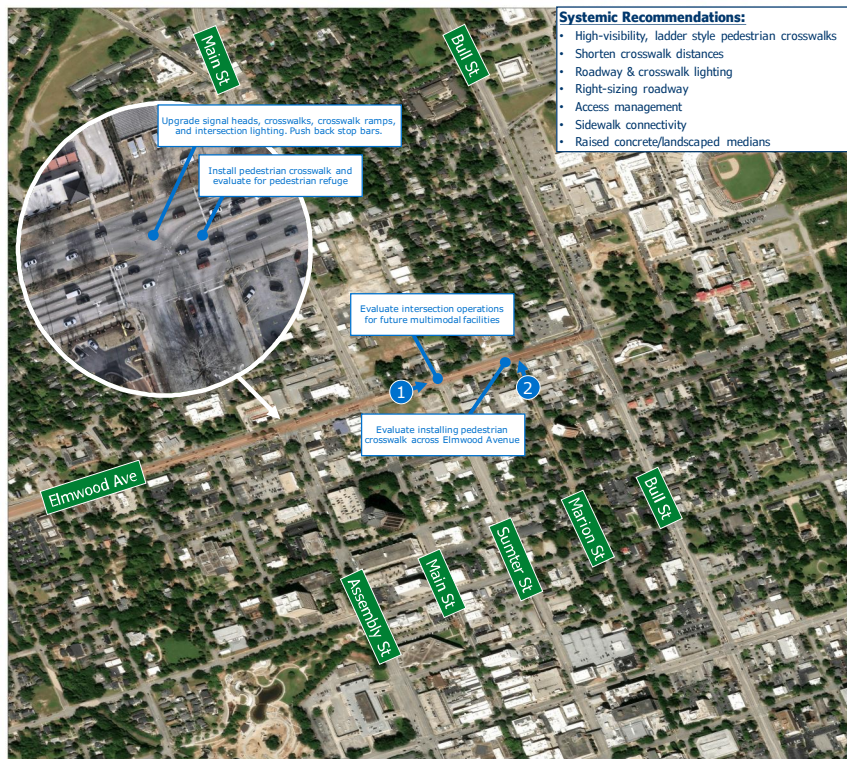 Systemic Recommendations:
• High-visibility, ladder style pedestrian crosswalks
• Shorten crosswalk distances
• Roadway & crosswalk lighting
• Right-sizing roadway
• Access management
• Sidewalk connectivity
• Raised concrete/landscaped medians
Main St
Bull St
Upgrade signal heads, crosswalks, crosswalk ramps,
and intersection lighting. Push back stop bars.
Install pedestrian crosswalk and
evaluate for pedestrian refuge
Evaluate intersection operations
for future multimodal facilities
1
2
Evaluate installing pedestrian
crosswalk across Elmwood Avenue
Elmwood Ave
Bull St
Marion St
Sumter St
Main St
Assembly St